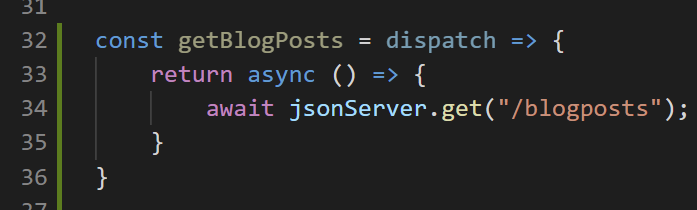 31
32 const getBlogPosts = dispatch => {
33 return async () => {
34 await jsonServer.get("/blogposts");
35 }
36 }
37